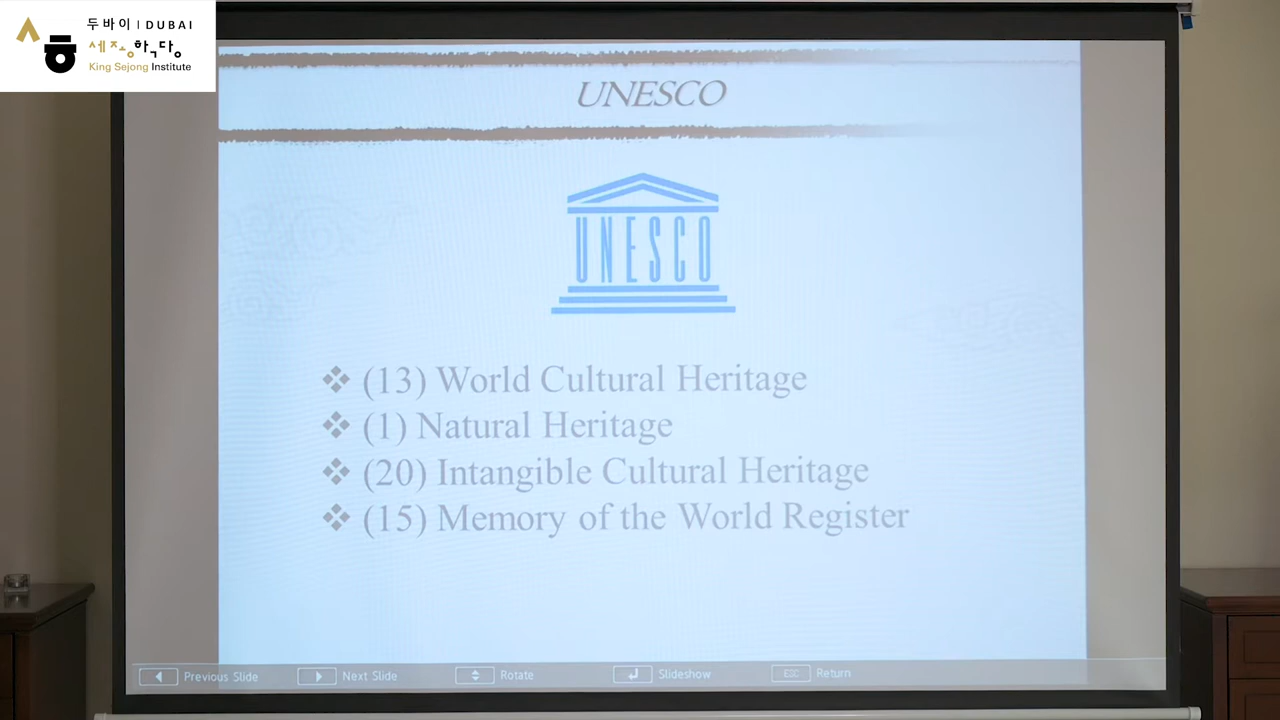 두바이 | DUBAI
세종학당
King Sejong Institute
UNESCO
UNESCO
❖ (13) World Cultural Heritage
❖ (1) Natural Heritage
❖ (20) Intangible Cultural Heritage
❖ (15) Memory of the World Register
Previous Slide Next Slide Rotate Slideshow ESC Return